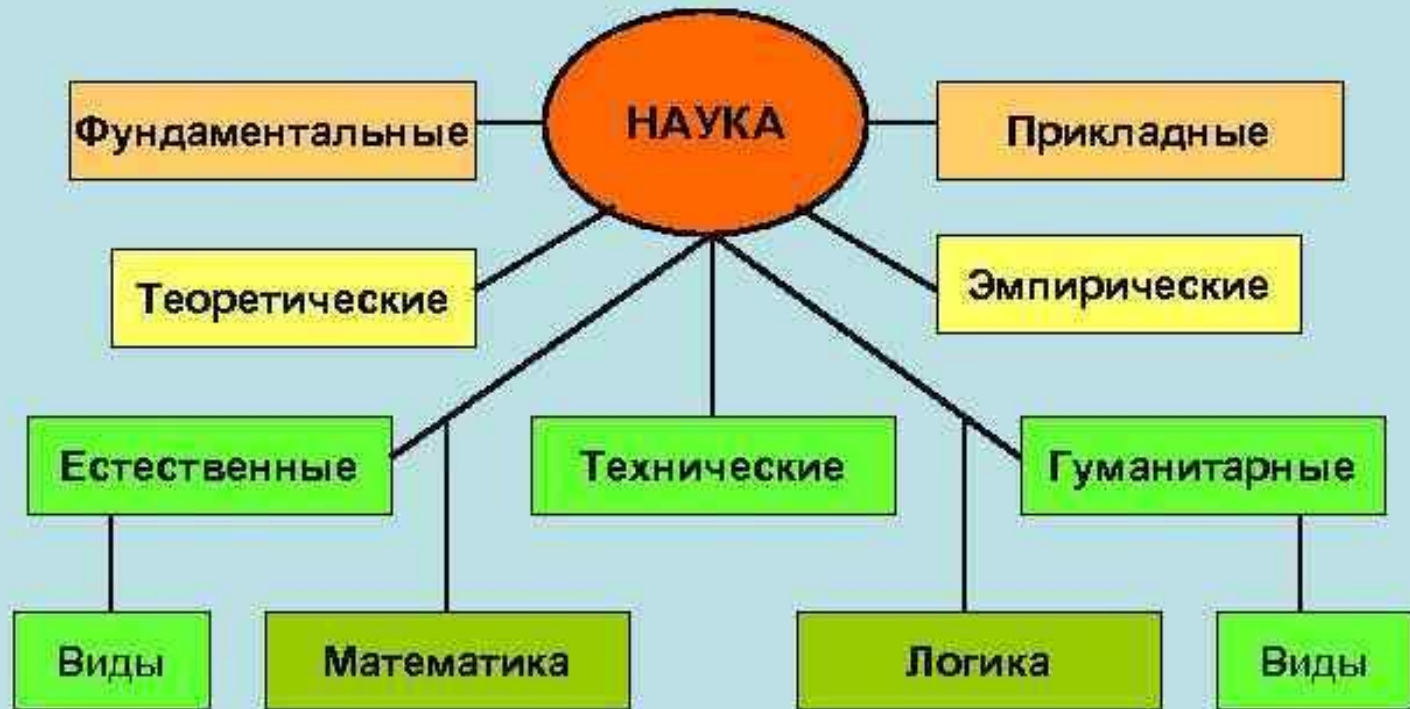 НАУКА
Фундаментальные
Прикладные
Теоретические
Эмпирические
Естественные
Технические
Гуманитарные
Виды
Математика
Логика
Виды